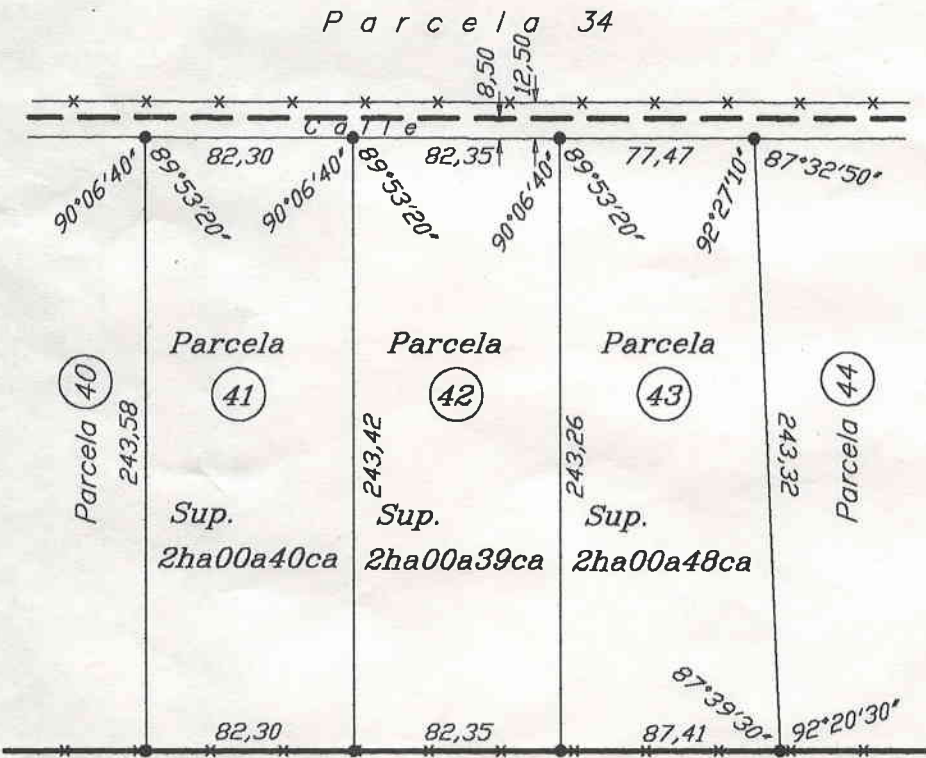 Parcela 34
8,50
12,50
Calle
82,30
82,35
77,47
87°32'50"
90°06'40"
89°53'20"
90°06'40"
89°53'20"
90°06'40"
89°53'20"
92°27'10"
Parcela
41
Parcela
42
Parcela
43
Parcela 40
243,58
243,42
243,26
243,32
Parcela 44
Sup.
2ha00a40ca
Sup.
2ha00a39ca
Sup.
2ha00a48ca
82,30
82,35
87,41
87°39'30"
92°20'30"